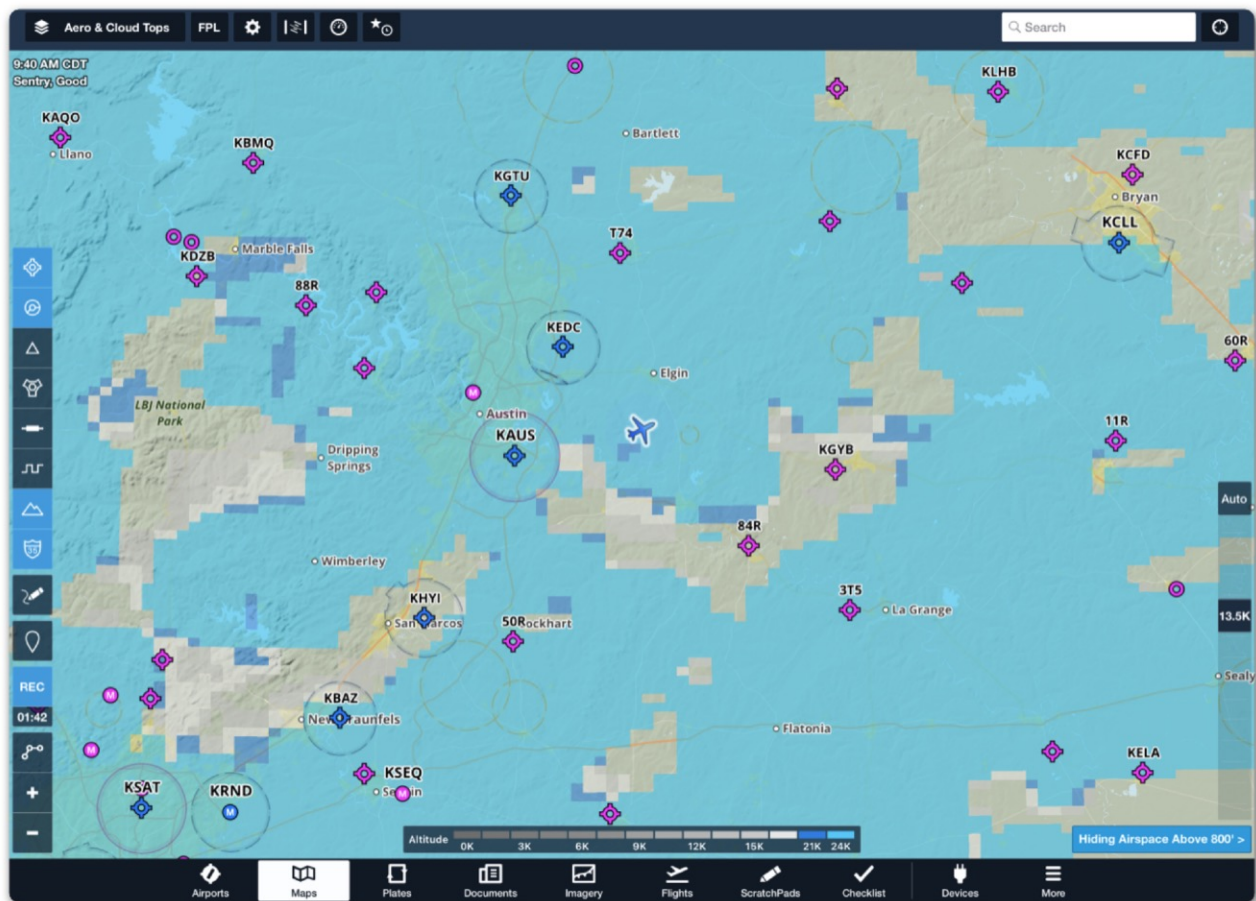 Aero & Cloud Tops
FPL
Search
9:40 AM CDT
Sentry, Good
KLHB
KAQO
Llano
KBMQ
Bartlett
KCFD
Bryan
KGTU
KCLL
T74
Marble Falls
KDZB
88R
KEDC
60R
Elgin
LBJ National
Park
Austin
11R
KAUS
Dripping
Springs
KGYB
Auto
84R
Wimberley
3T5
La Grange
13.5K
KHYI
San Marcos
50R
ockhart
REC
M
01:42
Sealy
KBAZ
New Braunfels
Flatonia
M
M
KELA
KSEQ
KSAT
KRND
M
M
Altitude
0K
3K
6K
9K
12K
15K
21K
24K
Hiding Airspace Above 800' >
35
Airports
Maps
Plates
Documents
Imagery
Flights
ScratchPads
Checklist
Devices
More